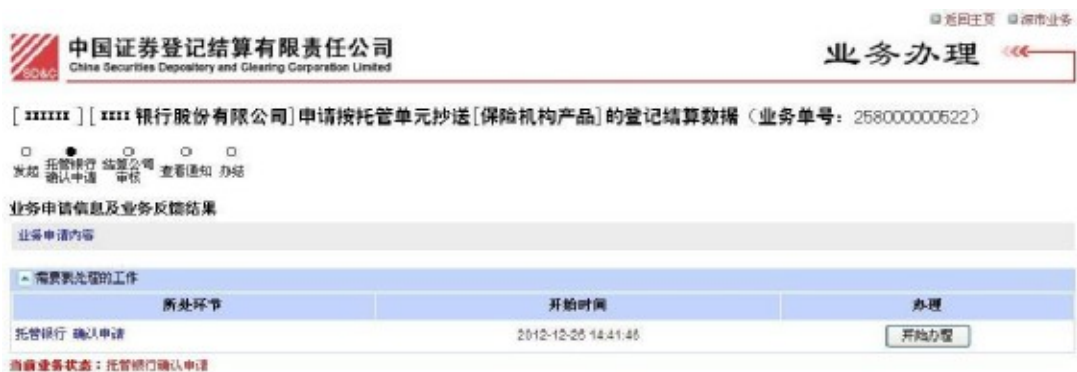 返回主页 深市业务
中国证券登记结算有限责任公司
China Securities Depository and Clearing Corporation Limited
SD&C
业务办理
[xxxxxx][xxxx 银行股份有限公司]申请按托管单元抄送[保险机构产品]的登记结算数据（业务单号：258000000522）
发起 托管银行确认申请 结算公司审核 查看通知 办结
业务申请信息及业务反馈结果
业务申请内容
需要我处理的工作
所处环节 开始时间 办理
托管银行 确认申请 2012-12-26 14:41:46 开始办理
当前业务状态：托管银行确认申请